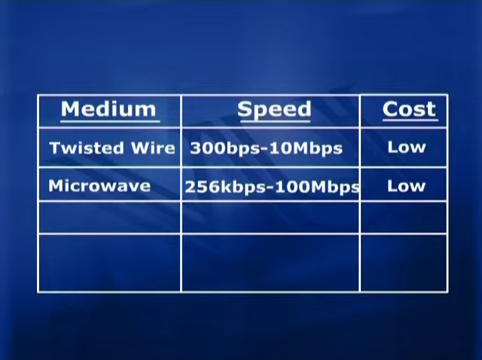 Medium Speed Cost
Twisted Wire 300bps-10Mbps Low
Microwave 256kbps-100Mbps Low